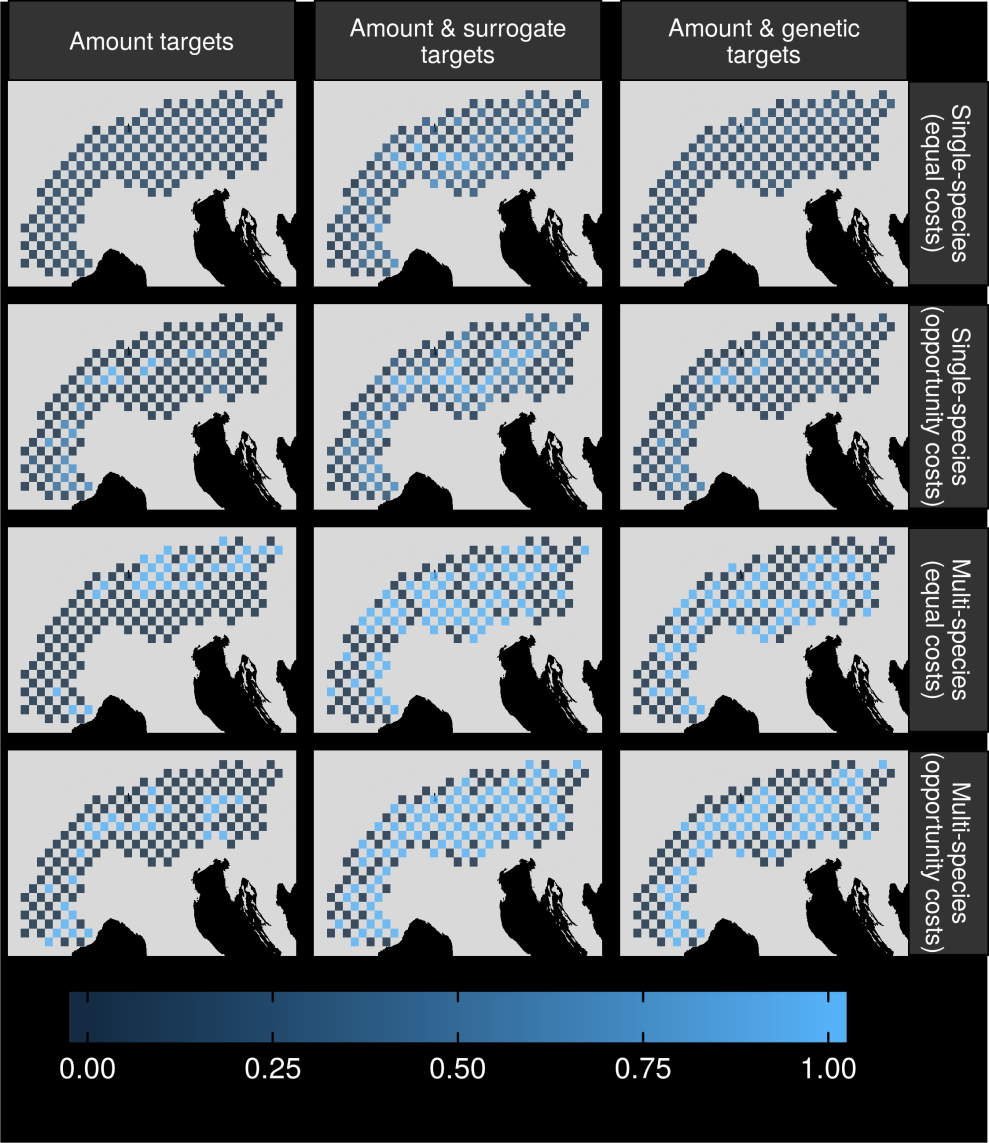 Amount targets
Amount & surrogate
targets
Amount & genetic
targets
Single-species
(equal costs)
Single-species
(opportunity costs)
Multi-species
(equal costs)
Multi-species
(opportunity costs)
0.00 0.25 0.50 0.75 1.00